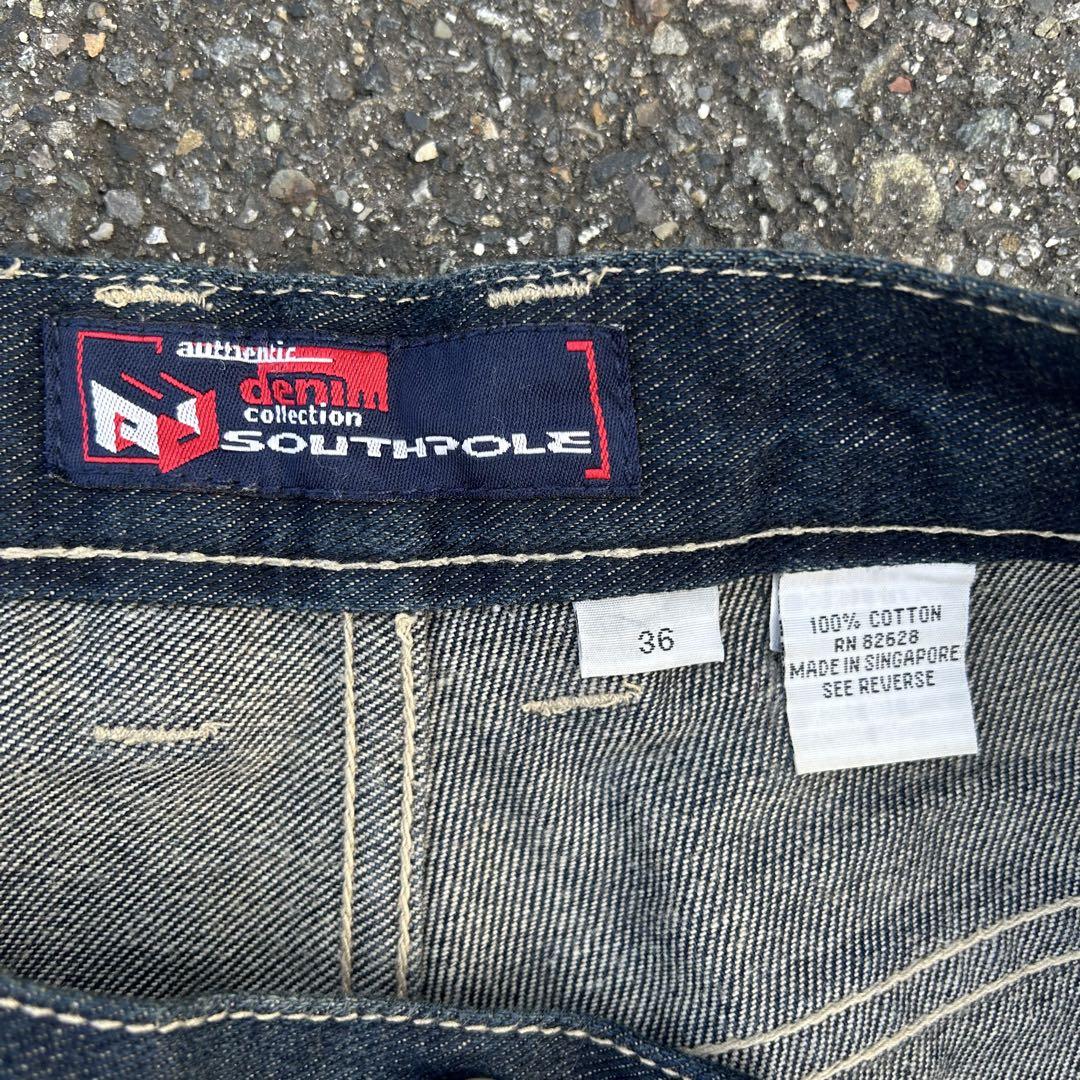 authentic
denim
collection
SOUTHPOLE
36
100% COTTON
RN 82628
MADE IN SINGAPORE
SEE REVERSE